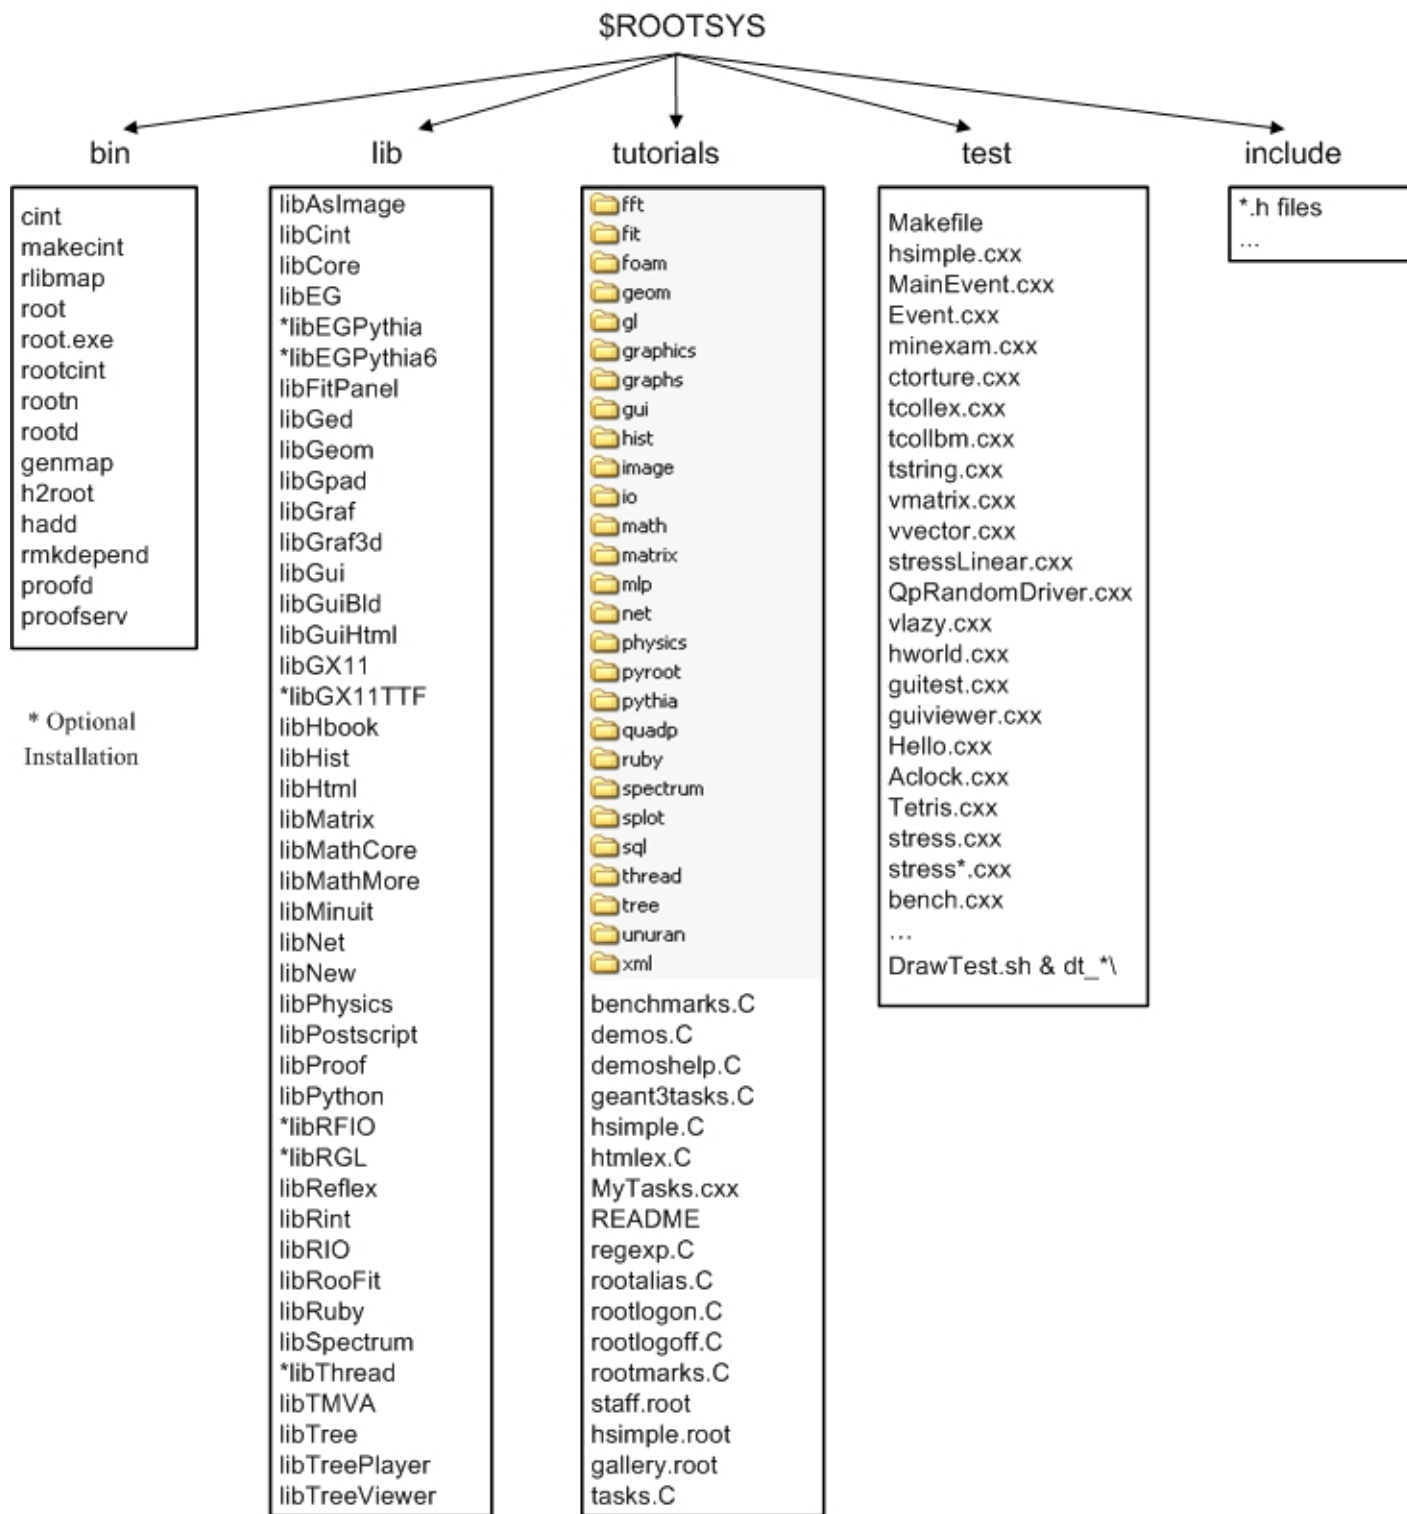 $ROOTSYS
bin
lib
tutorials
test
include
cint
makecint
rlibmap
root
root.exe
rootcint
rootn
rootd
genmap
h2root
hadd
rmkdepend
proofd
proofserv
* Optional
Installation
libAsImage
libCint
libCore
libEG
*libEGPythia
*libEGPythia6
libFitPanel
libGed
libGeom
libGpad
libGraf
libGraf3d
libGui
libGuiBld
libGuiHtml
libGX11
*libGX11TTF
libHbook
libHist
libHtml
libMatrix
libMathCore
libMathMore
libMinuit
libNet
libNew
libPhysics
libPostscript
libProof
libPython
*libRFIO
*libRGL
libReflex
libRint
libRIO
libRooFit
libRuby
libSpectrum
*libThread
libTMVA
libTree
libTreePlayer
libTreeViewer
fft
fit
foam
geom
gl
graphics
graphs
gui
hist
image
io
math
matrix
mlp
net
physics
pyroot
pythia
quadp
ruby
spectrum
splot
sql
thread
tree
unuran
xml
benchmarks.C
demos.C
demoshelp.C
geant3tasks.C
hsimple.C
htmlex.C
MyTasks.cxx
README
regexp.C
rootalias.C
rootlogon.C
rootlogoff.C
rootmarks.C
staff.root
hsimple.root
gallery.root
tasks.C
Makefile
hsimple.cxx
MainEvent.cxx
Event.cxx
minexam.cxx
ctorture.cxx
tcollex.cxx
tcollbm.cxx
tstring.cxx
vmatrix.cxx
vvector.cxx
stressLinear.cxx
QpRandomDriver.cxx
vlazy.cxx
hworld.cxx
guitest.cxx
guiviewer.cxx
Hello.cxx
Aclock.cxx
Tetris.cxx
stress.cxx
stress*.cxx
bench.cxx
…
DrawTest.sh & dt_*\
*.h files
…